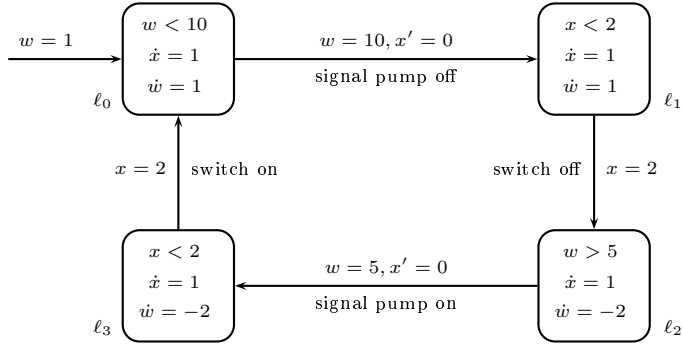 w = 1
w < 10
ẋ = 1
ẇ = 1
ℓ0
w = 10, x′ = 0
signal pump off
x < 2
ẋ = 1
ẇ = 1
ℓ1
x = 2
switch on
switch off
x = 2
x < 2
ẋ = 1
ẇ = −2
ℓ3
w = 5, x′ = 0
signal pump on
w > 5
ẋ = 1
ẇ = −2
ℓ2